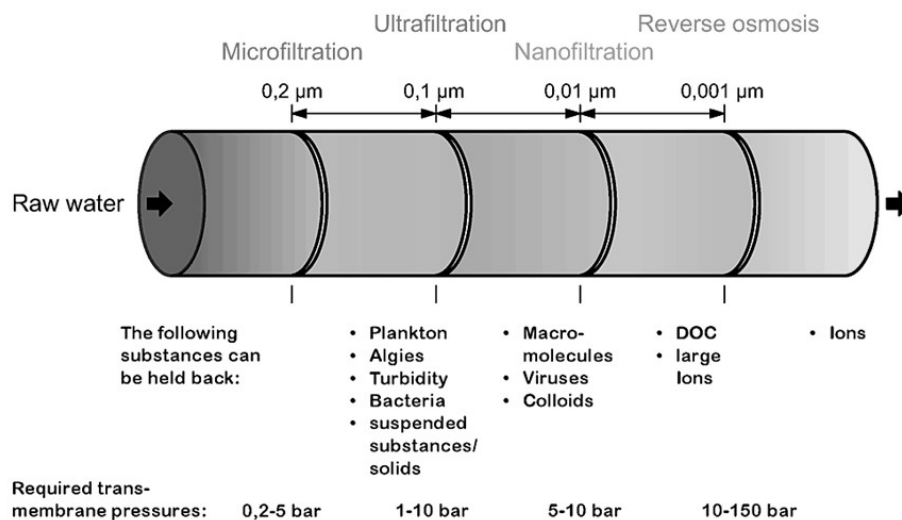 Ultrafiltration
Reverse osmosis
Microfiltration
Nanofiltration
0,2 µm
0,1 µm
0,01 µm
0,001 µm
Raw water
The following
substances can
be held back:
• Plankton
• Algies
• Turbidity
• Bacteria
• suspended
substances/
solids
• Macro-
molecules
• Viruses
• Colloids
• DOC
• large
Ions
• Ions
Required trans-
membrane pressures:
0,2-5 bar
1-10 bar
5-10 bar
10-150 bar